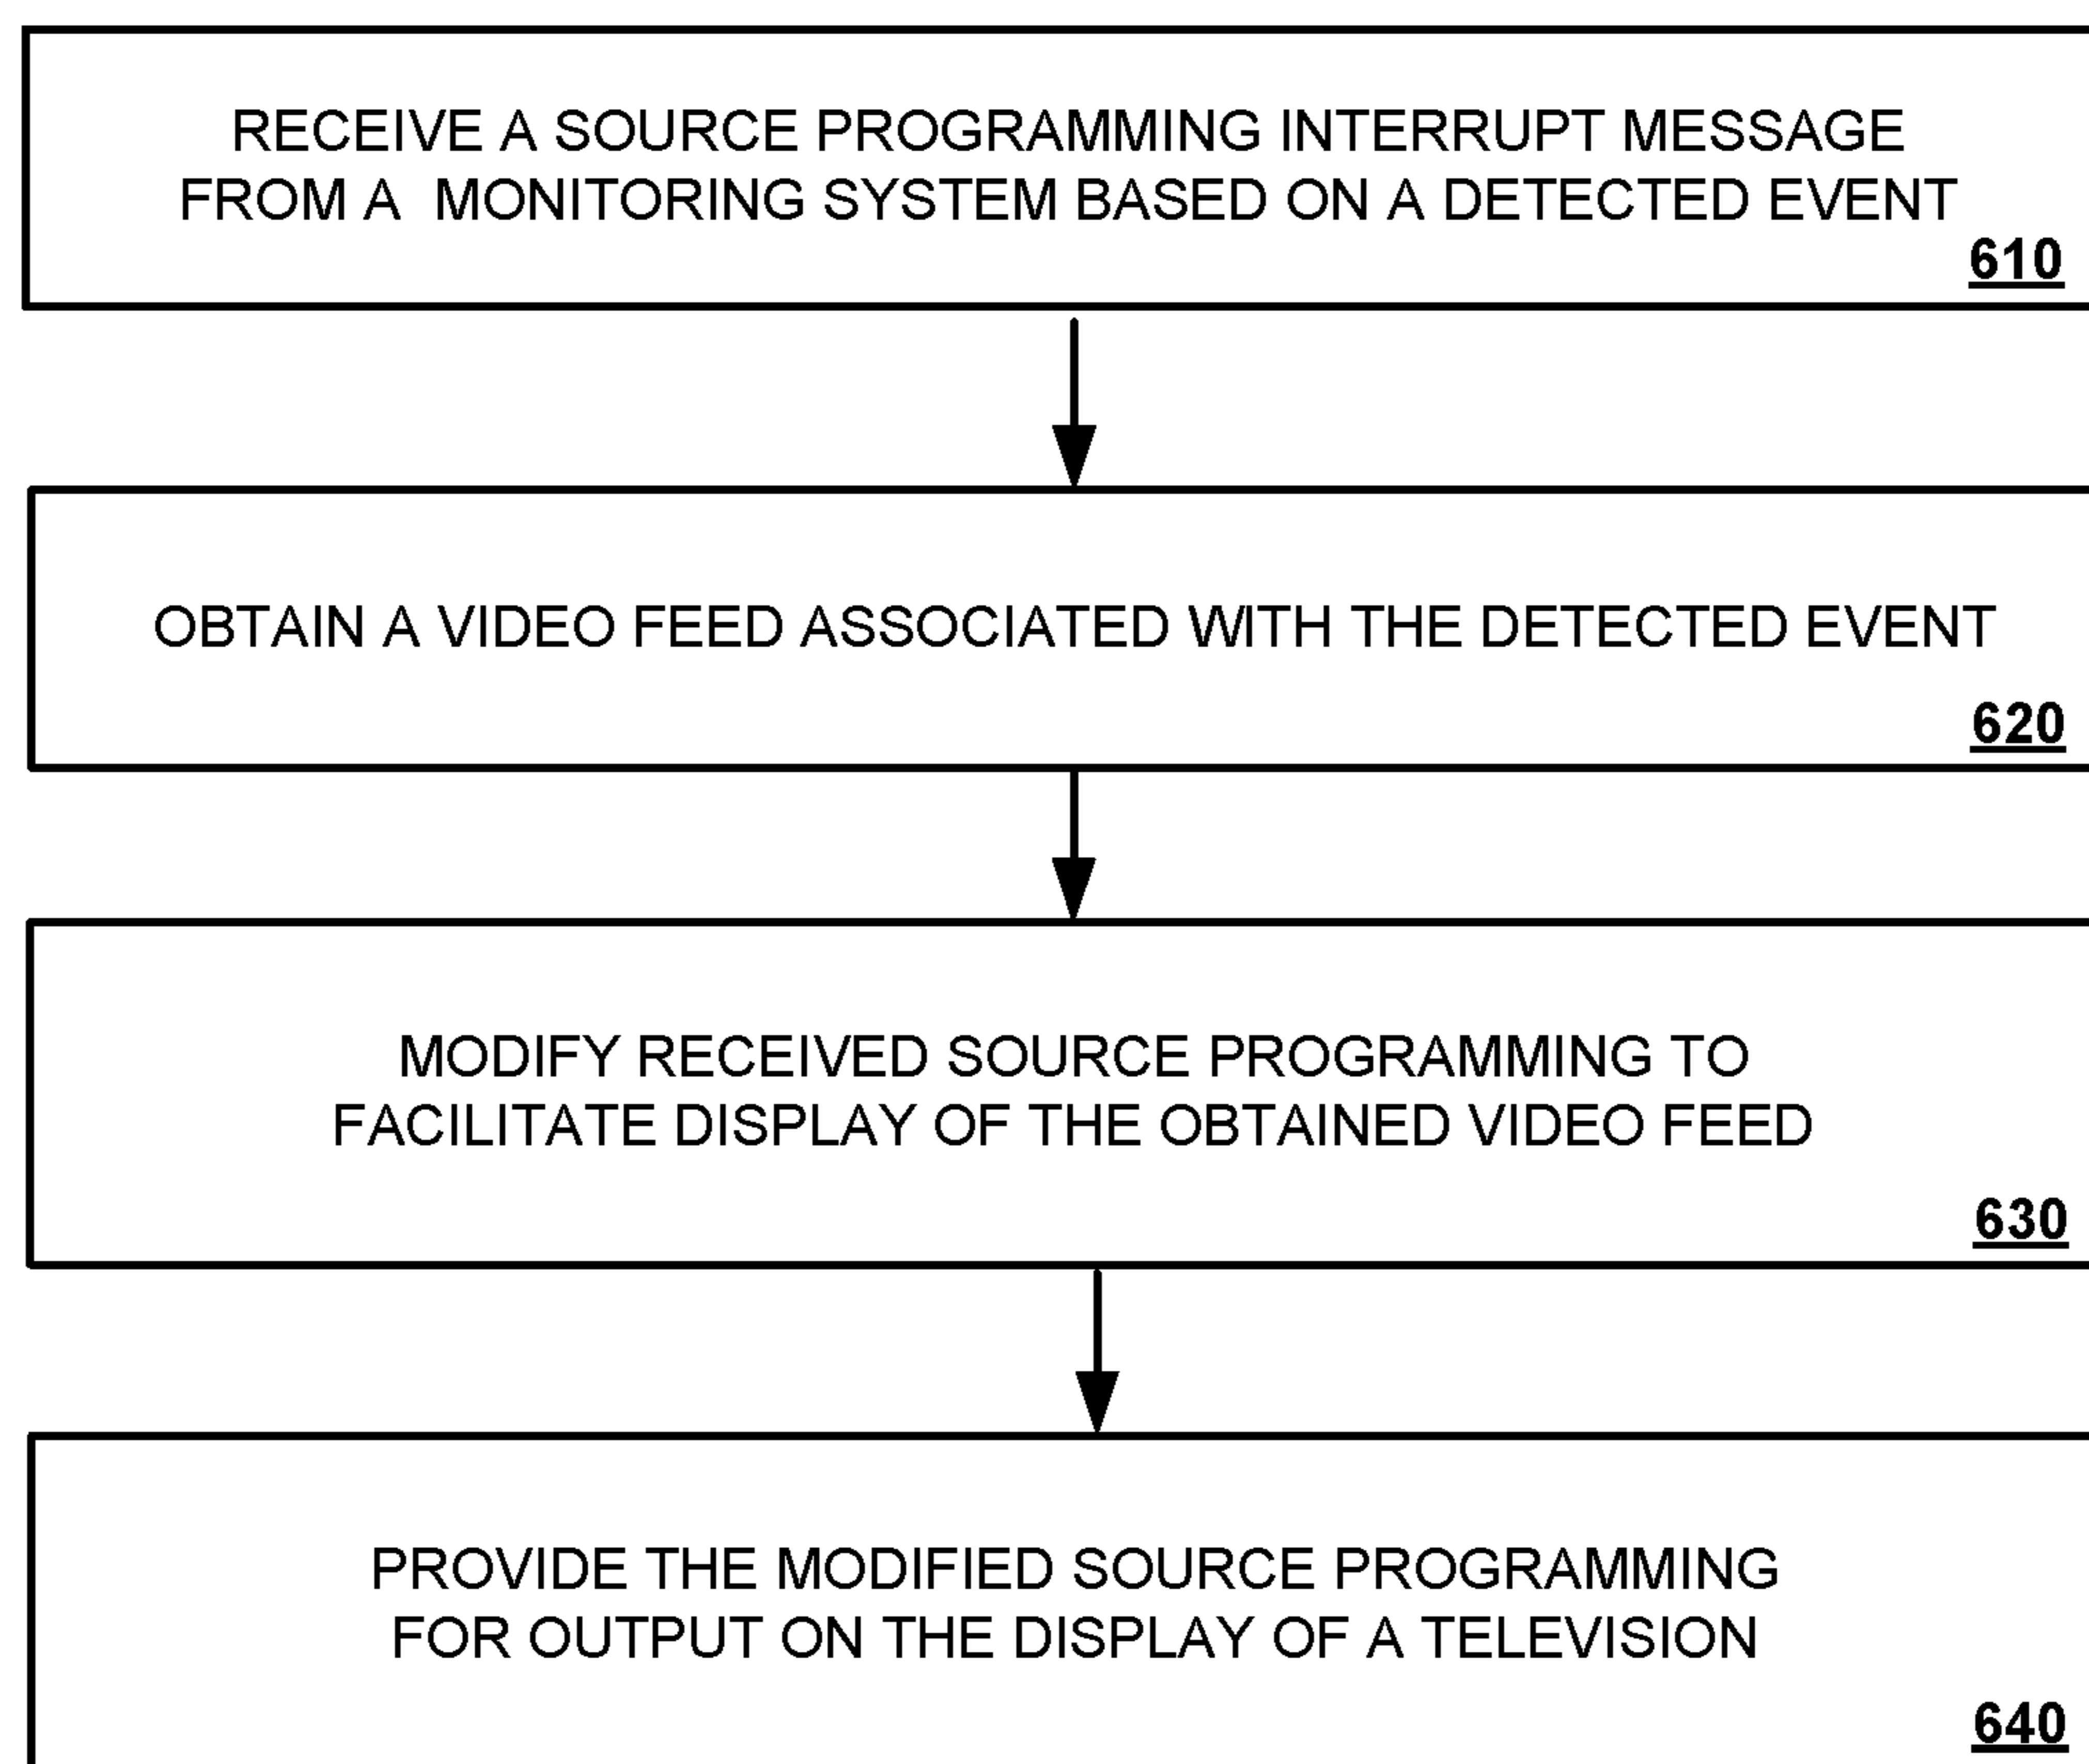 RECEIVE A SOURCE PROGRAMMING INTERRUPT MESSAGE
FROM A MONITORING SYSTEM BASED ON A DETECTED EVENT
610
OBTAIN A VIDEO FEED ASSOCIATED WITH THE DETECTED EVENT
620
MODIFY RECEIVED SOURCE PROGRAMMING TO
FACILITATE DISPLAY OF THE OBTAINED VIDEO FEED
630
PROVIDE THE MODIFIED SOURCE PROGRAMMING
FOR OUTPUT ON THE DISPLAY OF A TELEVISION
640